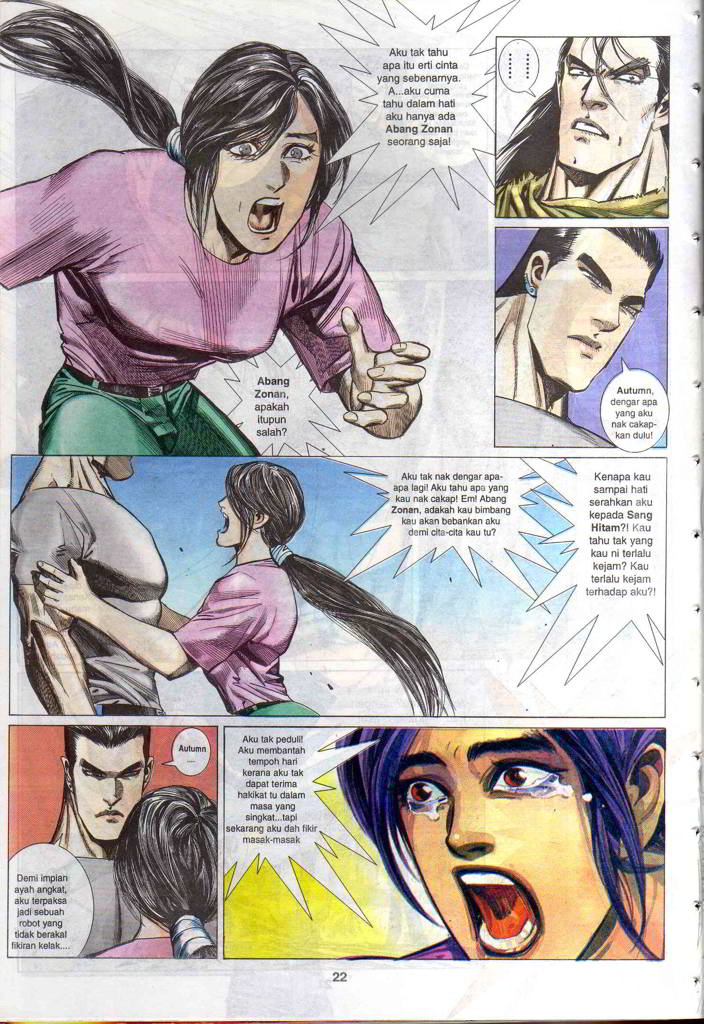 Aku tak tahu
apa itu erti cinta
yang sebenarnya.
A...aku cuma
tahu dalam hati
aku hanya ada
Abang Zonan
seorang saja!
Abang
Zonan,
apakah
itupun
salah?
Autumn,
dengar apa
yang aku
nak cakap-
kan dulu!
Aku tak nak dengar apa-
apa lagi! Aku tahu apa yang
kau nak cakap! Em! Abang
Zonan, adakah kau bimbang
kau akan bebankan aku
demi cita-cita kau tu?
Kenapa kau
sampai hati
serahkan aku
kepada Sang
Hitam?! Kau
tahu tak yang
kau ni terlalu
kejam? Kau
terlalu kejam
terhadap aku?!
Autumn
....
Demi impian
ayah angkat,
aku terpaksa
jadi sebuah
robot yang
tidak berakal
fikiran kelak....
Aku tak peduli!
Aku membantah
tempoh hari
kerana aku tak
dapat terima
hakikat tu dalam
masa yang
singkat...tapi
sekarang aku dah fikir
masak-masak
22